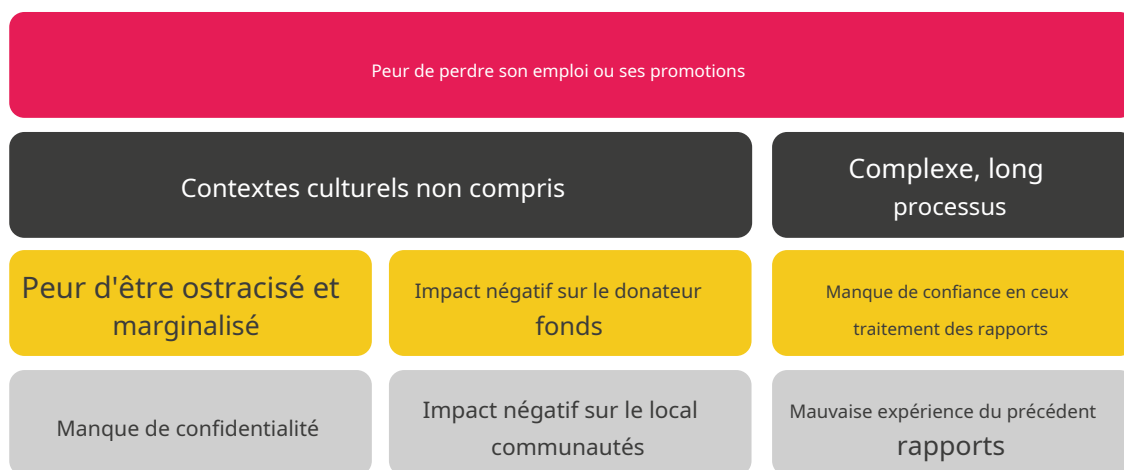 Peur de perdre son emploi ou ses promotions
Contextes culturels non compris
Complexe, long
processus
Peur d'être ostracisé et
marginalisé
Impact négatif sur le donateur
fonds
Manque de confiance en ceux
traitement des rapports
Manque de confidentialité
Impact négatif sur le local
communautés
Mauvaise expérience du précédent
rapports